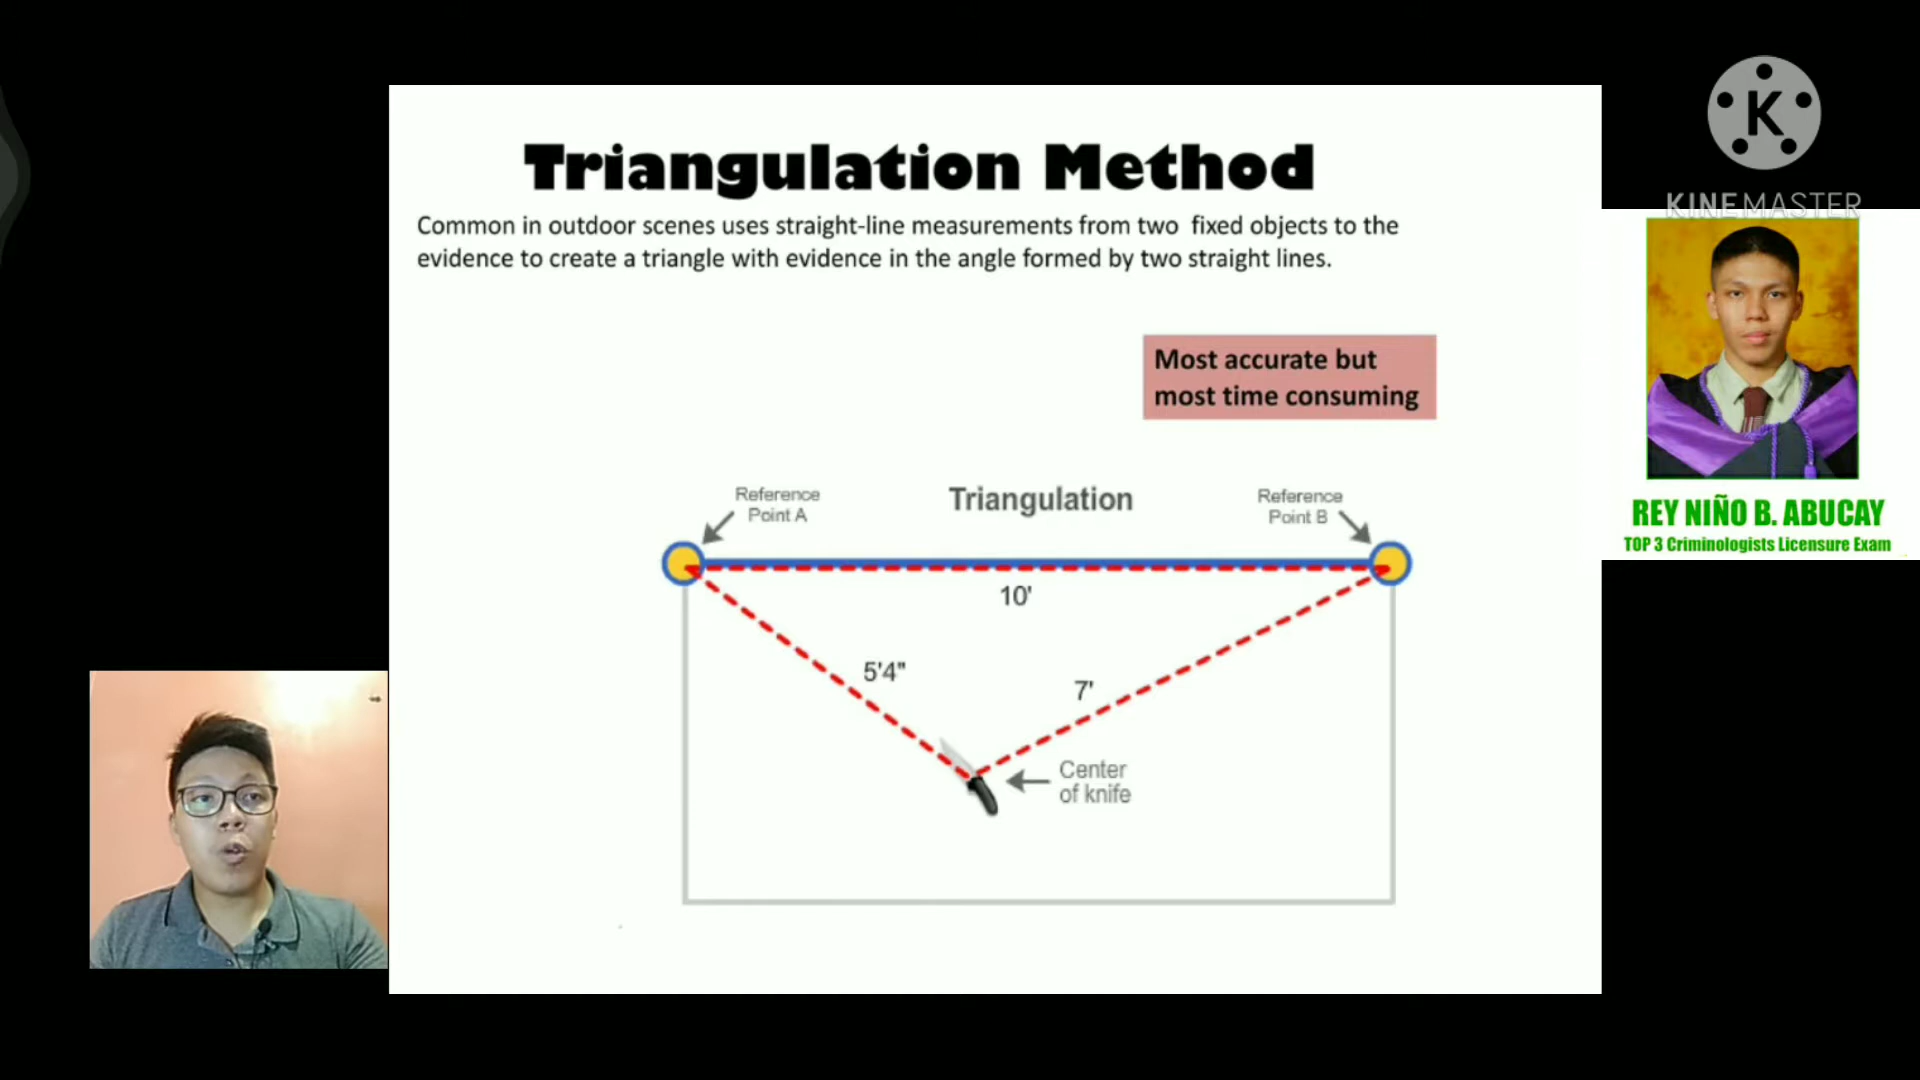 Triangulation Method
Common in outdoor scenes uses straight-line measurements from two fixed objects to the
evidence to create a triangle with evidence in the angle formed by two straight lines.
Most accurate but
most time consuming
Reference
Point A
Triangulation
Reference
Point B
10'
5'4"
7'
Center
of knife
K
KINEMASTER
REY NIÑO B. ABUCAY
TOP 3 Criminologists Licensure Exam